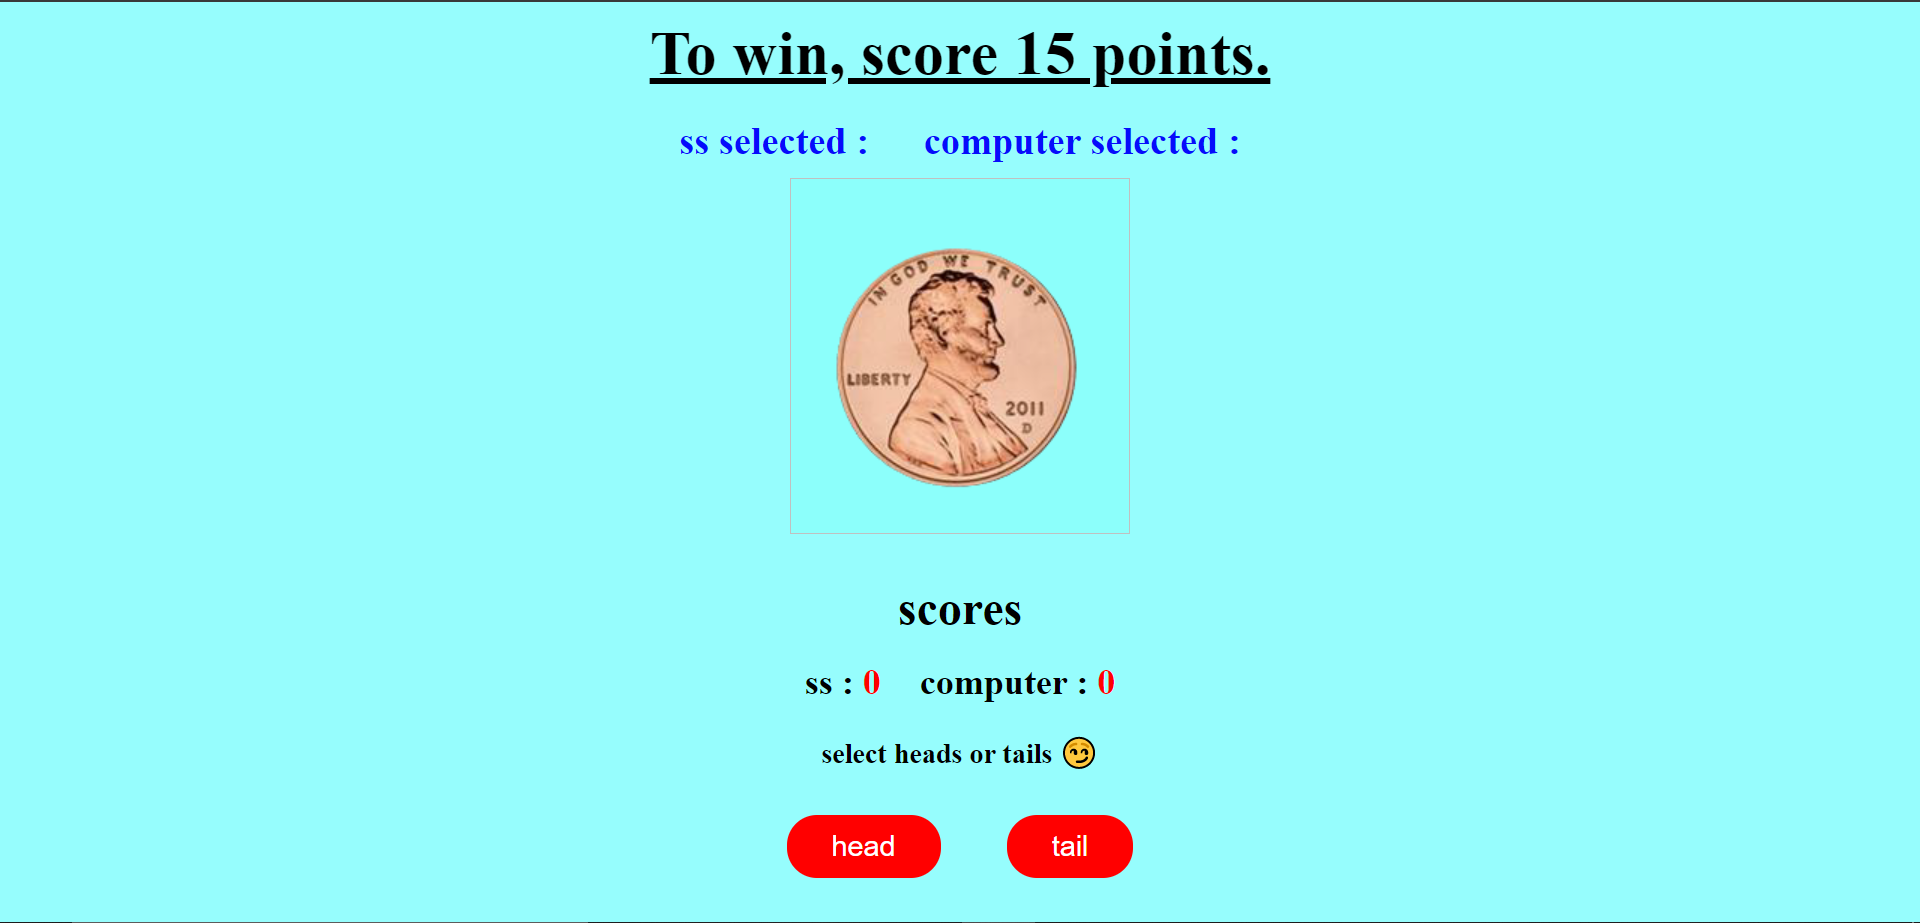 To win, score 15 points.
ss selected : computer selected :
IN GOD WE TRUST
LIBERTY
2011
D
scores
ss : 0 computer : 0
select heads or tails 😏
head tail